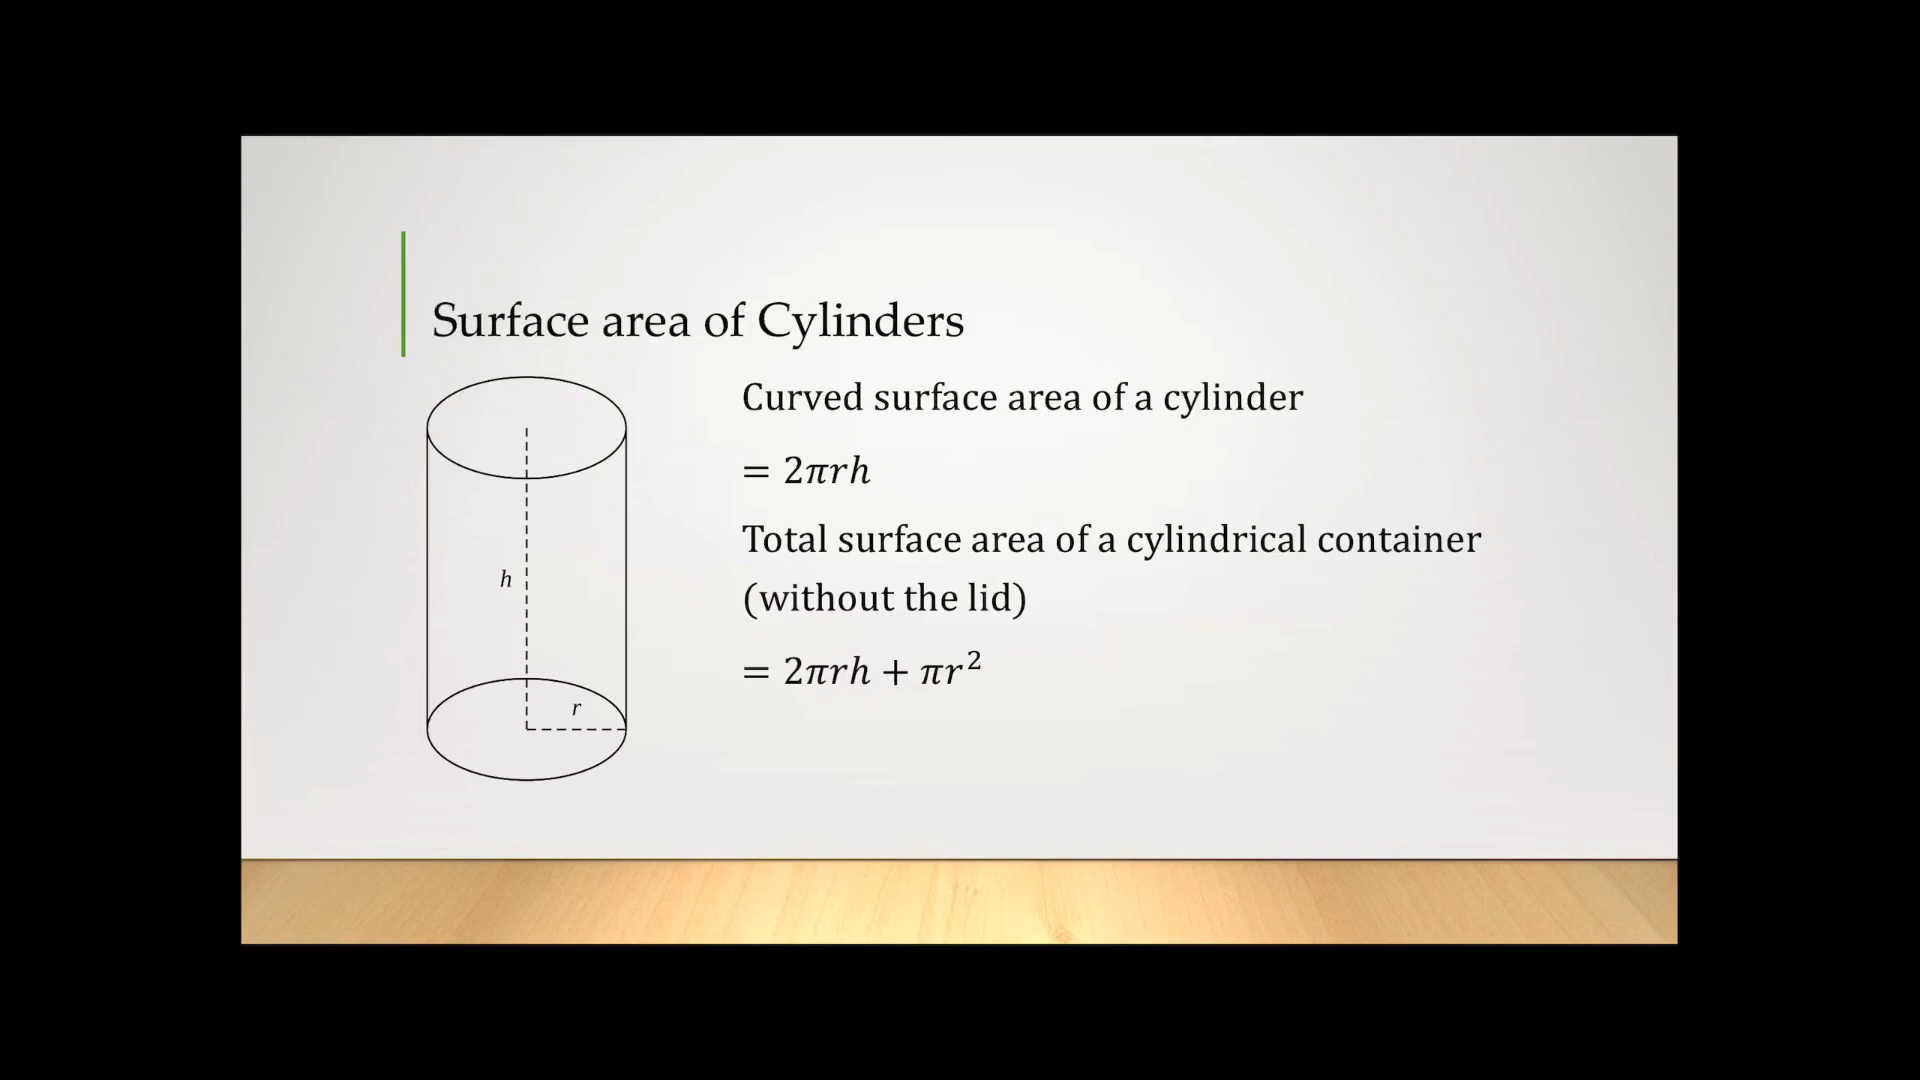 Surface area of Cylinders
Curved surface area of a cylinder
= 2πrh
Total surface area of a cylindrical container
(without the lid)
= 2πrh + πr²
h
r